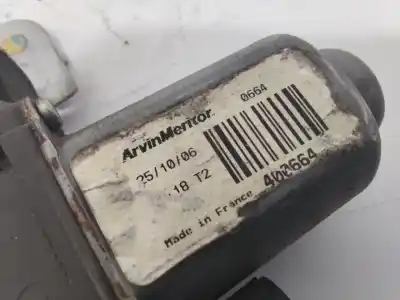 ArvinMeritor
0664
25/10/06
.18 T2
400664
Made in France